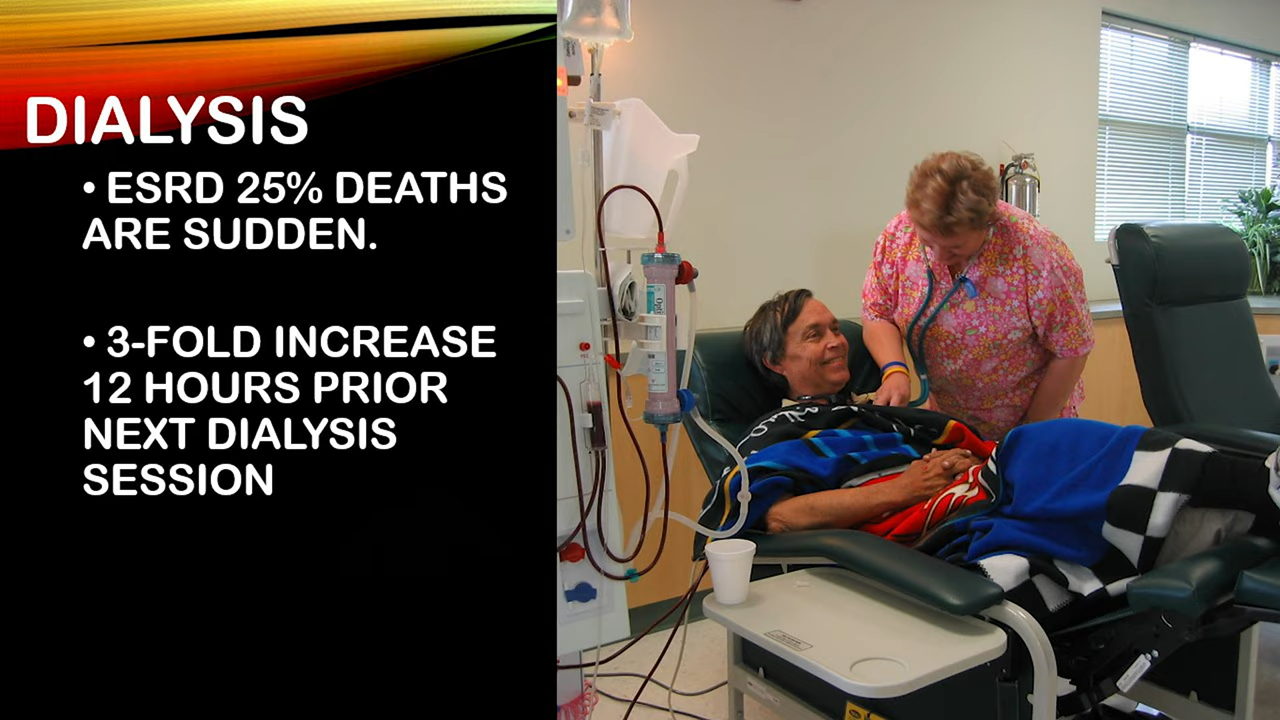 DIALYSIS
• ESRD 25% DEATHS
ARE SUDDEN.
• 3-FOLD INCREASE
12 HOURS PRIOR
NEXT DIALYSIS
SESSION